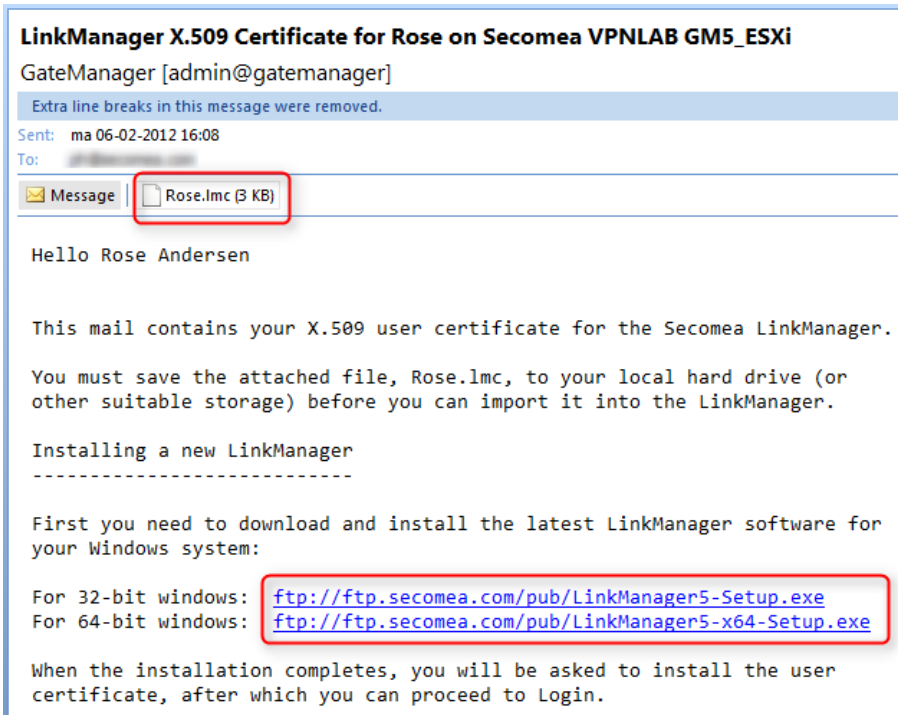 LinkManager X.509 Certificate for Rose on Secomea VPNLAB GM5_ESXi
GateManager [admin@gatemanager]
Extra line breaks in this message were removed.
Sent: ma 06-02-2012 16:08
To:
Message Rose.lmc (3 KB)
Hello Rose Andersen
This mail contains your X.509 user certificate for the Secomea LinkManager.
You must save the attached file, Rose.lmc, to your local hard drive (or
other suitable storage) before you can import it into the LinkManager.
Installing a new LinkManager
----------------------------
First you need to download and install the latest LinkManager software for
your Windows system:
For 32-bit windows: ftp://ftp.secomea.com/pub/LinkManager5-Setup.exe
For 64-bit windows: ftp://ftp.secomea.com/pub/LinkManager5-x64-Setup.exe
When the installation completes, you will be asked to install the user
certificate, after which you can proceed to Login.